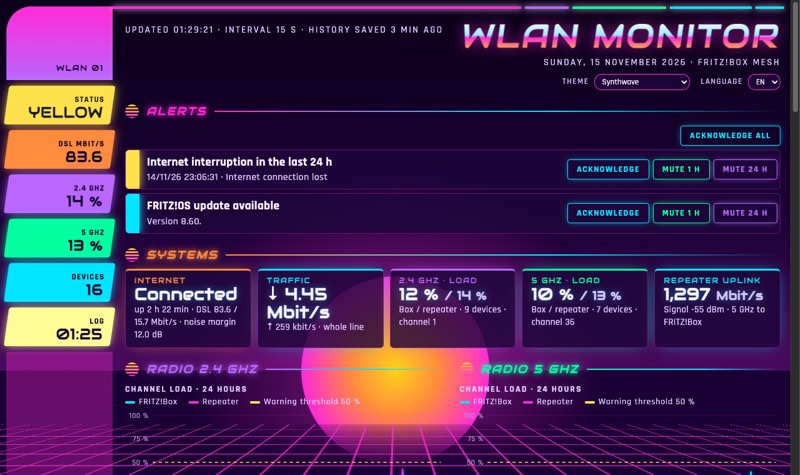 WLAN 01
STATUS
YELLOW
DSL MBIT/S
83.6
2.4 GHZ
14 %
5 GHZ
13 %
DEVICES
16
LOG
01:25
UPDATED 01:29:21 · INTERVAL 15 S · HISTORY SAVED 3 MIN AGO
WLAN MONITOR
SUNDAY, 15 NOVEMBER 2026 · FRITZ!BOX MESH
THEME Synthwave LANGUAGE EN
ALERTS
ACKNOWLEDGE ALL
Internet interruption in the last 24 h
14/11/26 23:06:31 · Internet connection lost
ACKNOWLEDGE MUTE 1 H MUTE 24 H
FRITZ!OS update available
Version 8.60.
ACKNOWLEDGE MUTE 1 H MUTE 24 H
SYSTEMS
INTERNET
Connected
up 2 h 22 min · DSL 83.6 /
15.7 Mbit/s · noise margin
12.0 dB
TRAFFIC
↓ 4.45
Mbit/s
↑ 259 kbit/s · whole line
2.4 GHZ · LOAD
12 % / 14 %
Box / repeater · 9 devices ·
channel 1
5 GHZ · LOAD
10 % / 13 %
Box / repeater · 7 devices ·
channel 36
REPEATER UPLINK
1,297 Mbit/s
Signal -55 dBm · 5 GHz to
FRITZ!Box
RADIO 2.4 GHZ
CHANNEL LOAD · 24 HOURS
FRITZ!Box Repeater Warning threshold 50 %
100 %
75 %
50 %
RADIO 5 GHZ
CHANNEL LOAD · 24 HOURS
FRITZ!Box Repeater Warning threshold 50 %
100 %
75 %
50 %